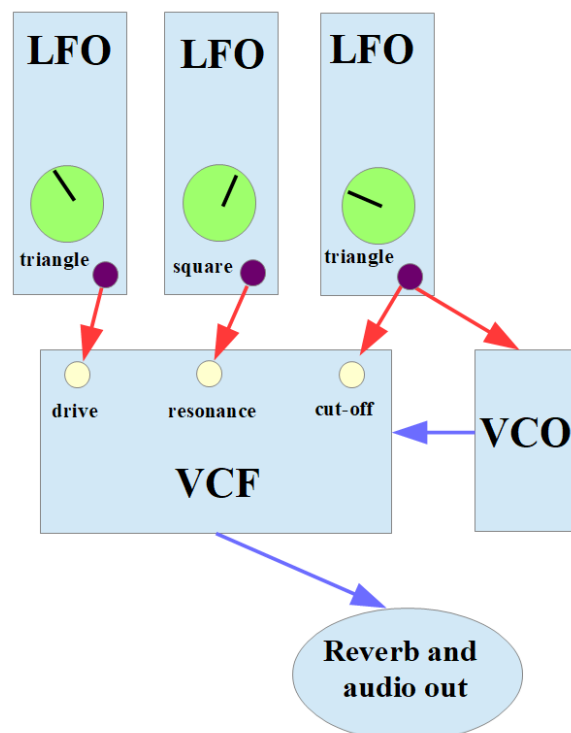 LFO
LFO
LFO
triangle
square
triangle
drive
resonance
cut-off
VCF
VCO
Reverb and
audio out